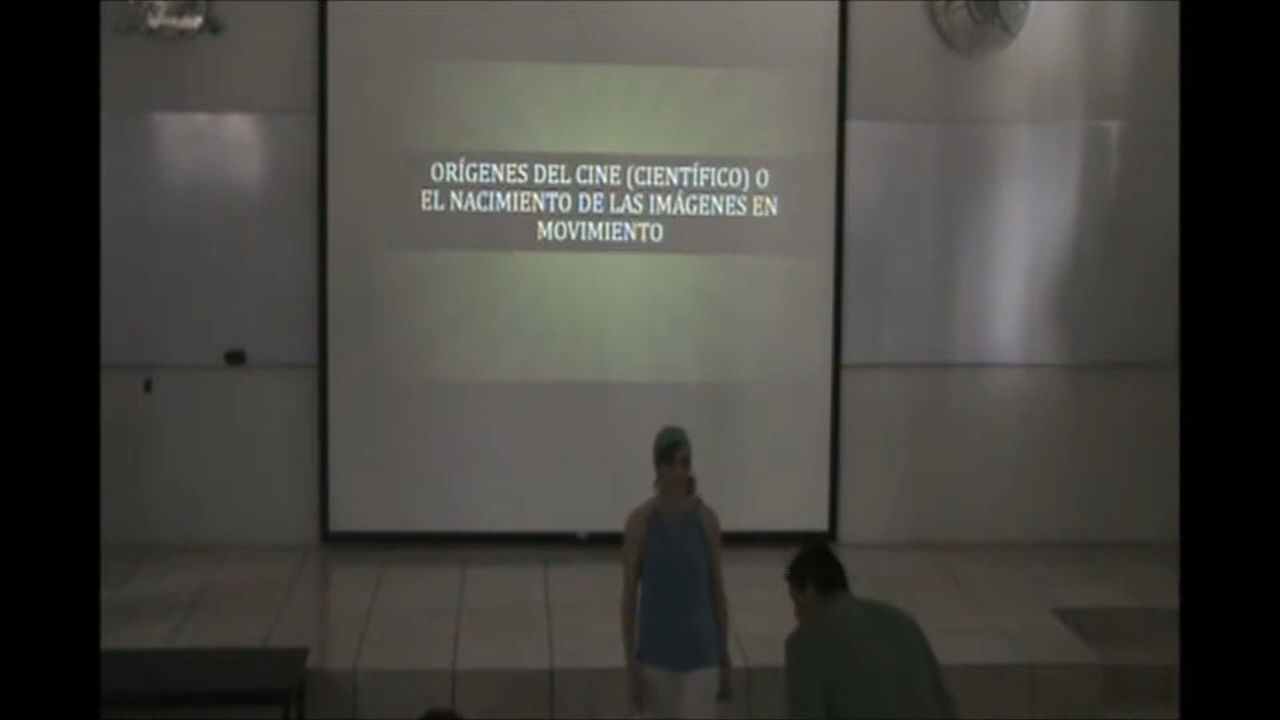 ORÍGENES DEL CINE (CIENTÍFICO) O
EL NACIMIENTO DE LAS IMÁGENES EN
MOVIMIENTO